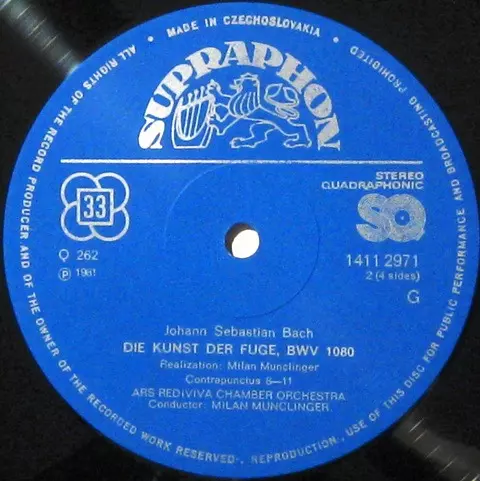 • MADE IN CZECHOSLOVAKIA •
ALL RIGHTS OF THE RECORD PRODUCER AND OF THE OWNER OF THE RECORDED WORK RESERVED. REPRODUCTION, USE OF THIS DISC FOR PUBLIC PERFORMANCE AND BROADCASTING PROHIBITED
SUPRAPHON
STEREO
QUADRAPHONIC
33
SQ
Q 262
1411 2971
Ⓟ 1981
2 (4 sides)
G
Johann Sebastian Bach
DIE KUNST DER FUGE, BWV 1080
Realization: Milan Munclinger
Contrapunctus 8—11
ARS REDIVIVA CHAMBER ORCHESTRA
Conductor: MILAN MUNCLINGER